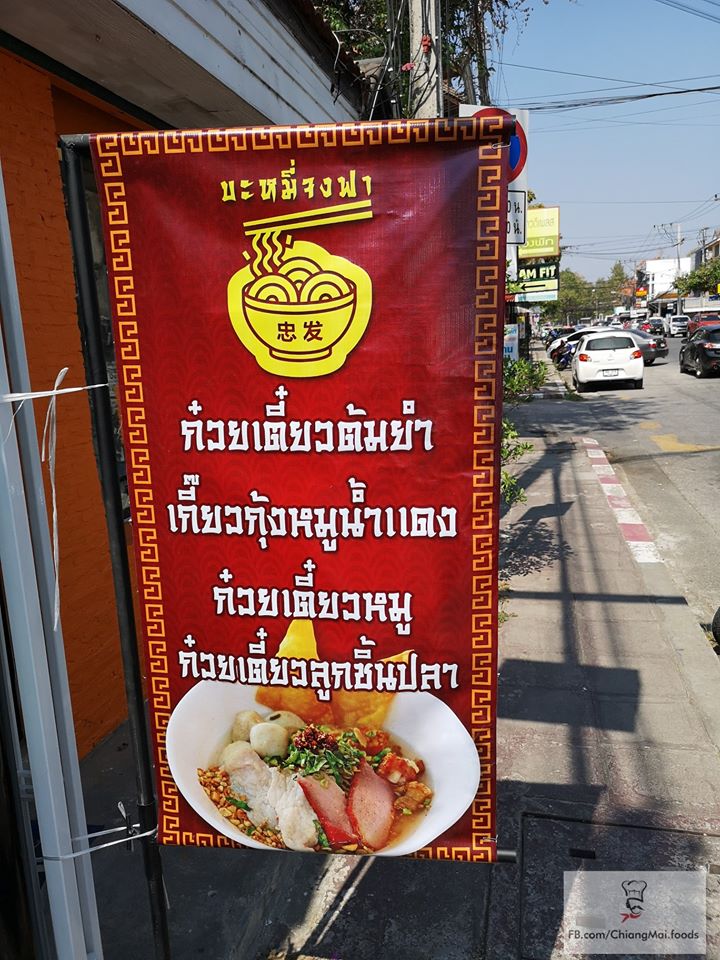 บะหมี่จงฟา
忠发
ก๋วยเตี๋ยวต้มยำ
เกี๊ยวกุ้งหมูน้ำแดง
ก๋วยเตี๋ยวหมู
ก๋วยเตี๋ยวลูกชิ้นปลา
AM FIT
FB.com/ChiangMai.foods